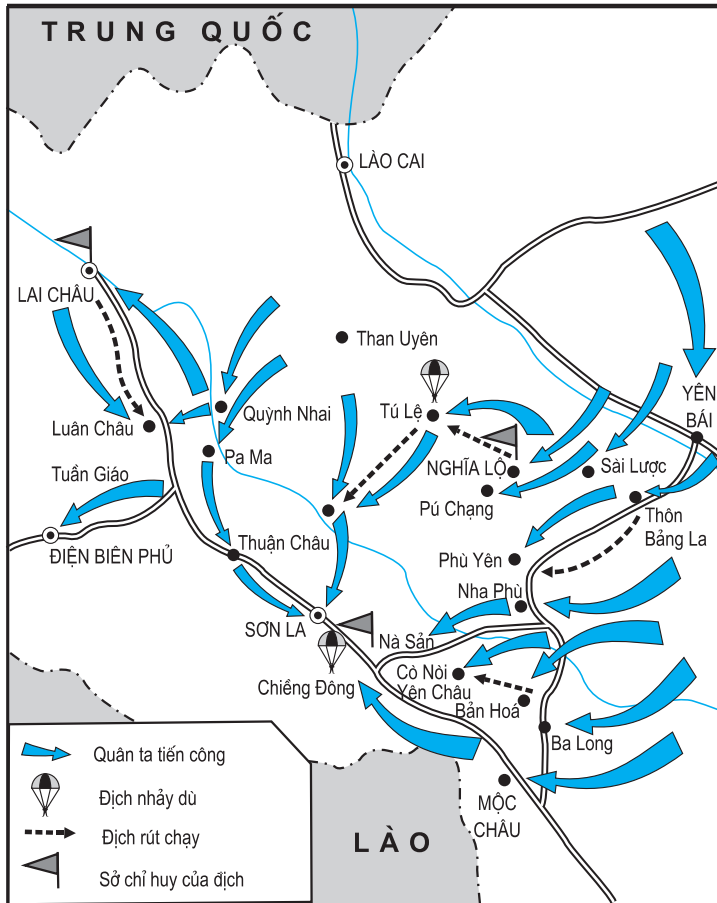 TRUNG QUỐC
LÀO CAI
LAI CHÂU
Than Uyên
YÊN
BÁI
Quỳnh Nhai
Tú Lệ
Luân Châu
NGHĨA LỘ
Sài Lược
Pa Ma
Tuần Giáo
Pú Chạng
Thôn
Bảng La
ĐIỆN BIÊN PHỦ
Thuận Châu
Phù Yên
Nha Phù
SƠN LA
Nà Sản
Cò Nòi
Yên Châu
Chiềng Đông
Bản Hoá
Ba Long
MỘC
CHÂU
LÀO
Quân ta tiến công
Địch nhảy dù
Địch rút chạy
Sở chỉ huy của địch